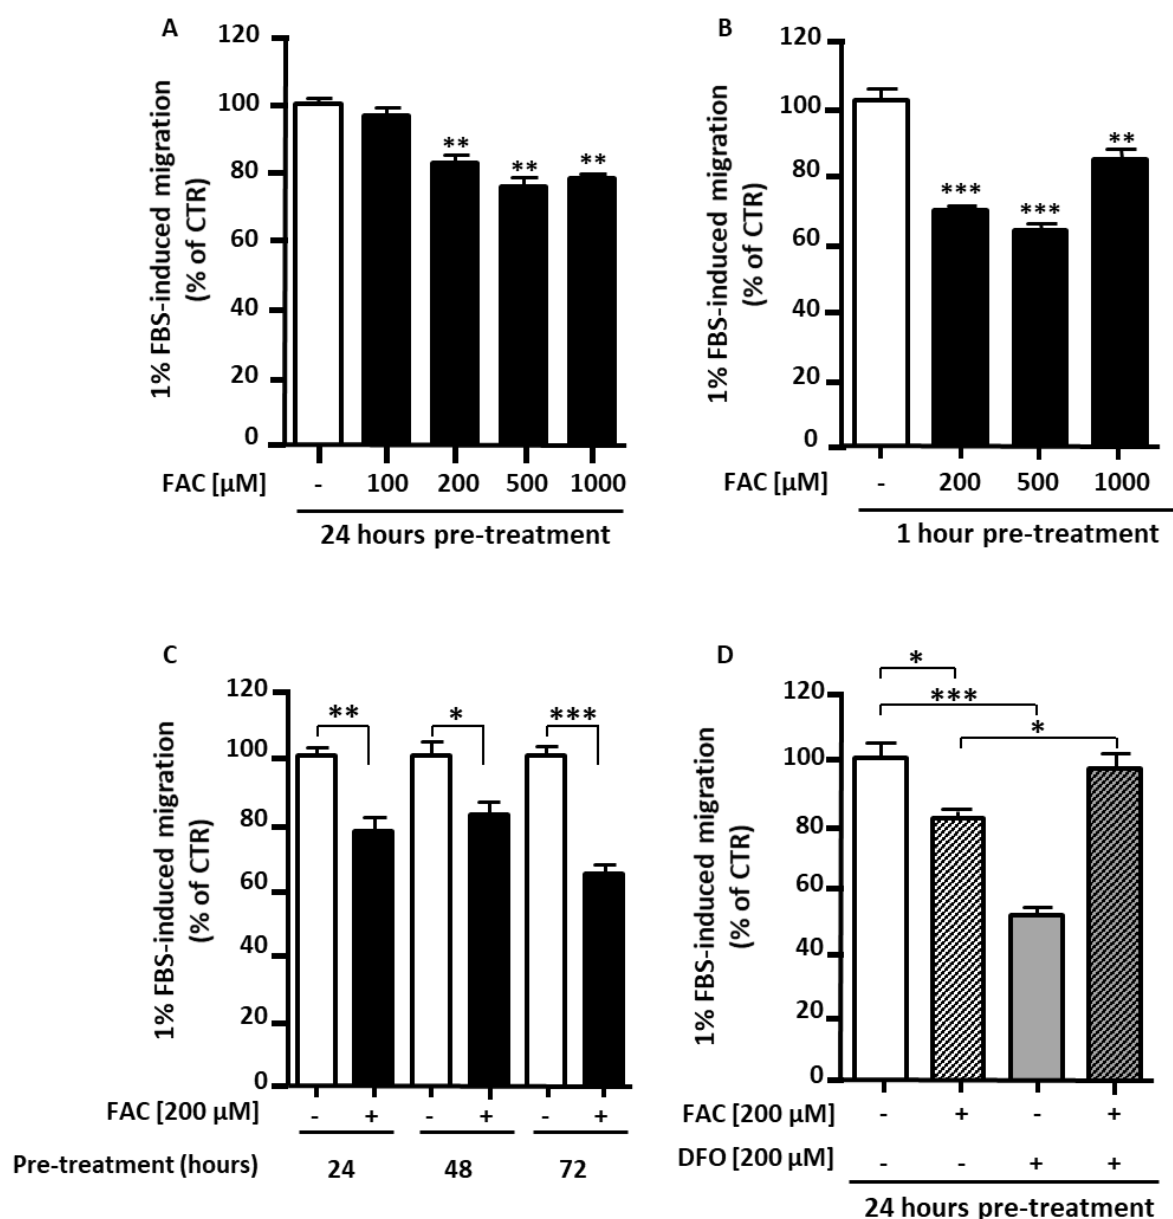 A
1% FBS-induced migration
(% of CTR)
120
100
80
60
40
20
0
**
**
**
FAC [µM]
- 100 200 500 1000
24 hours pre-treatment
B
1% FBS-induced migration
(% of CTR)
120
100
80
60
40
20
0
***
***
**
FAC [µM]
- 200 500 1000
1 hour pre-treatment
C
1% FBS-induced migration
(% of CTR)
120
100
80
60
40
20
0
**
*
***
FAC [200 µM]
- + - + - +
Pre-treatment (hours)
24 48 72
D
1% FBS-induced migration
(% of CTR)
120
100
80
60
40
20
0
*
***
*
FAC [200 µM]
- + - +
DFO [200 µM]
- - + +
24 hours pre-treatment